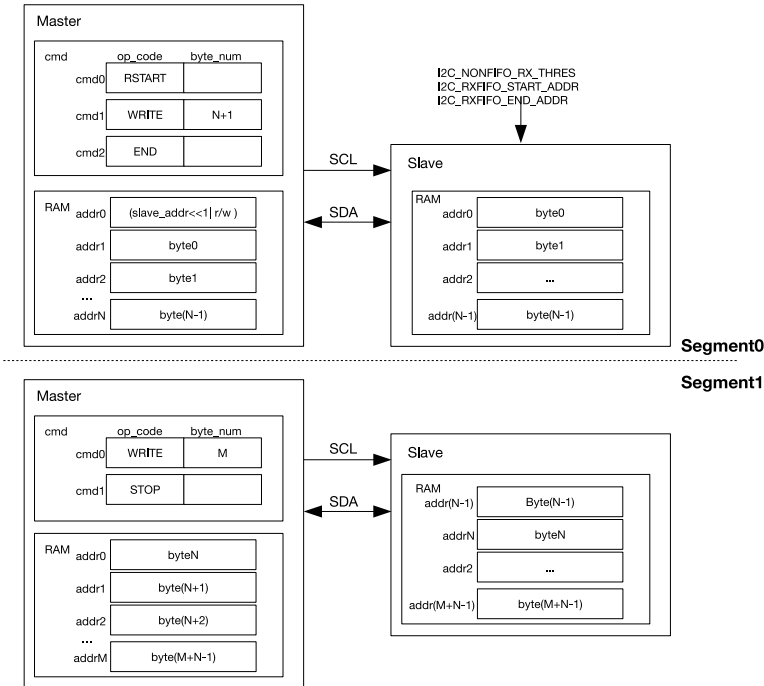 Master
cmd op_code byte_num
cmd0 RSTART
cmd1 WRITE N+1
cmd2 END
RAM
addr0 (slave_addr<<1| r/w )
addr1 byte0
addr2 byte1
...
addrN byte(N-1)
SCL
SDA
I2C_NONFIFO_RX_THRES
I2C_RXFIFO_START_ADDR
I2C_RXFIFO_END_ADDR
Slave
RAM
addr0 byte0
addr1 byte1
addr2 ...
addr(N-1) byte(N-1)
Segment0
Segment1
Master
cmd op_code byte_num
cmd0 WRITE M
cmd1 STOP
RAM
addr0 byteN
addr1 byte(N+1)
addr2 byte(N+2)
...
addrM byte(M+N-1)
SCL
SDA
Slave
RAM
addr(N-1) Byte(N-1)
addrN byteN
addr2 ...
addr(M+N-1) byte(M+N-1)